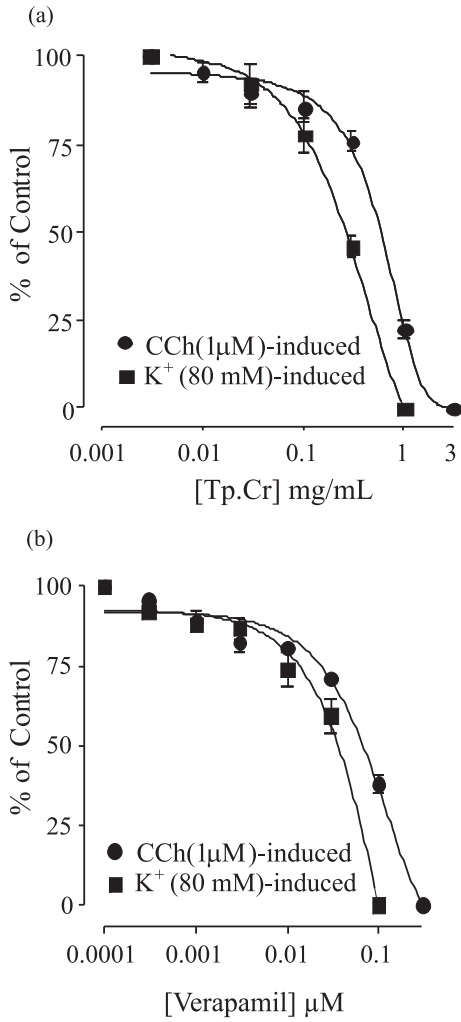 (a)
100
75
50
25
0
% of Control
CCh(1µM)-induced
K⁺ (80 mM)-induced
0.001 0.01 0.1 1 3
[Tp.Cr] mg/mL
(b)
100
75
50
25
0
% of Control
CCh(1µM)-induced
K⁺ (80 mM)-induced
0.0001 0.001 0.01 0.1
[Verapamil] µM